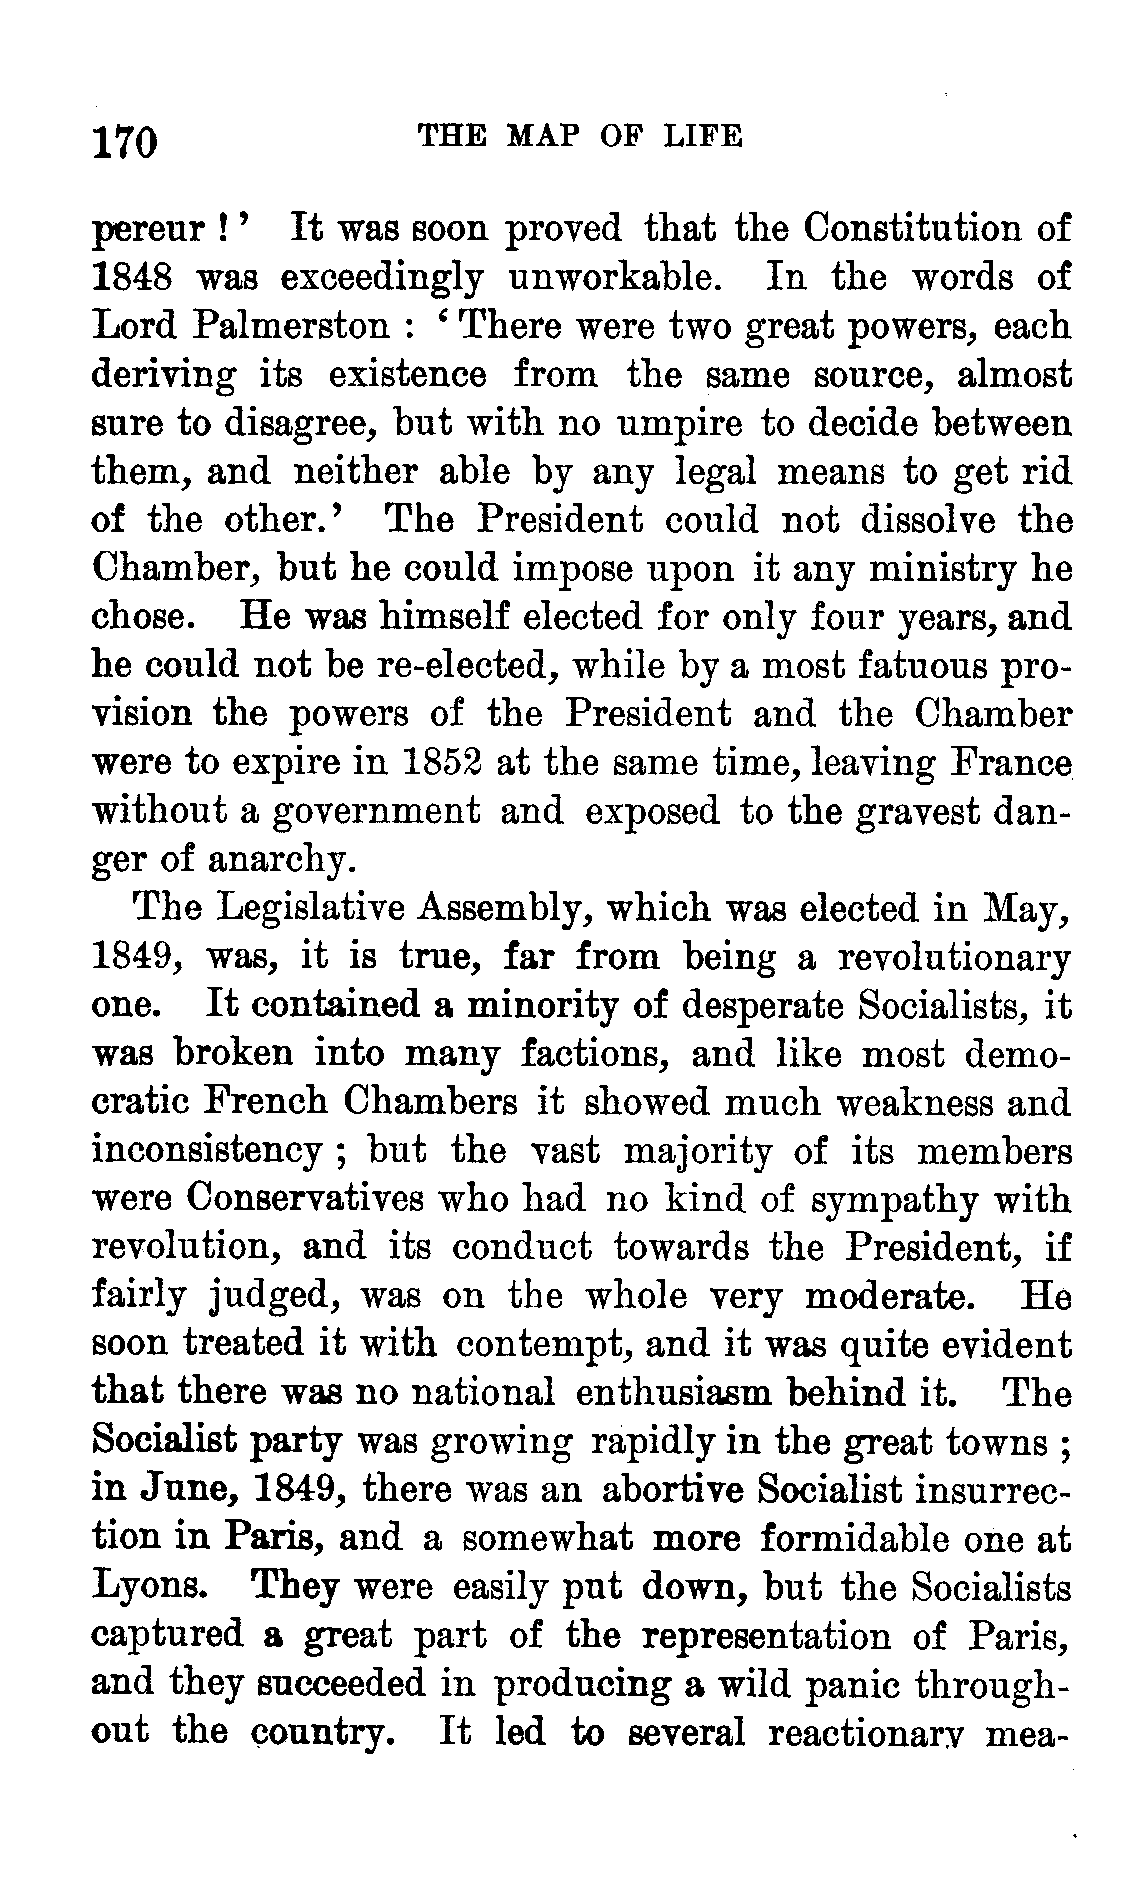 170 THE MAP OF LIFE
pereur ! ’ It was soon proved that the Constitution of
1848 was exceedingly unworkable. In the words of
Lord Palmerston : ‘ There were two great powers, each
deriving its existence from the same source, almost
sure to disagree, but with no umpire to decide between
them, and neither able by any legal means to get rid
of the other.’ The President could not dissolve the
Chamber, but he could impose upon it any ministry he
chose. He was himself elected for only four years, and
he could not be re-elected, while by a most fatuous pro-
vision the powers of the President and the Chamber
were to expire in 1852 at the same time, leaving France
without a government and exposed to the gravest dan-
ger of anarchy.
The Legislative Assembly, which was elected in May,
1849, was, it is true, far from being a revolutionary
one. It contained a minority of desperate Socialists, it
was broken into many factions, and like most demo-
cratic French Chambers it showed much weakness and
inconsistency ; but the vast majority of its members
were Conservatives who had no kind of sympathy with
revolution, and its conduct towards the President, if
fairly judged, was on the whole very moderate. He
soon treated it with contempt, and it was quite evident
that there was no national enthusiasm behind it. The
Socialist party was growing rapidly in the great towns ;
in June, 1849, there was an abortive Socialist insurrec-
tion in Paris, and a somewhat more formidable one at
Lyons. They were easily put down, but the Socialists
captured a great part of the representation of Paris,
and they succeeded in producing a wild panic through-
out the country. It led to several reactionary mea-